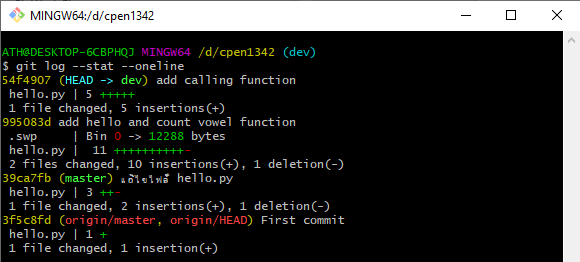 MINGW64:/d/cpen1342
ATH@DESKTOP-6CBPHQJ MINGW64 /d/cpen1342 (dev)
$ git log --stat --oneline
54f4907 (HEAD -> dev) add calling function
hello.py | 5 +++++
1 file changed, 5 insertions(+)
995083d add hello and count vowel function
.swp     | Bin 0 -> 12288 bytes
hello.py |  11 ++++++++++-
2 files changed, 10 insertions(+), 1 deletion(-)
39ca7fb (master) แก้ไขไฟล์ hello.py
hello.py | 3 ++-
1 file changed, 2 insertions(+), 1 deletion(-)
3f5c8fd (origin/master, origin/HEAD) First commit
hello.py | 1 +
1 file changed, 1 insertion(+)